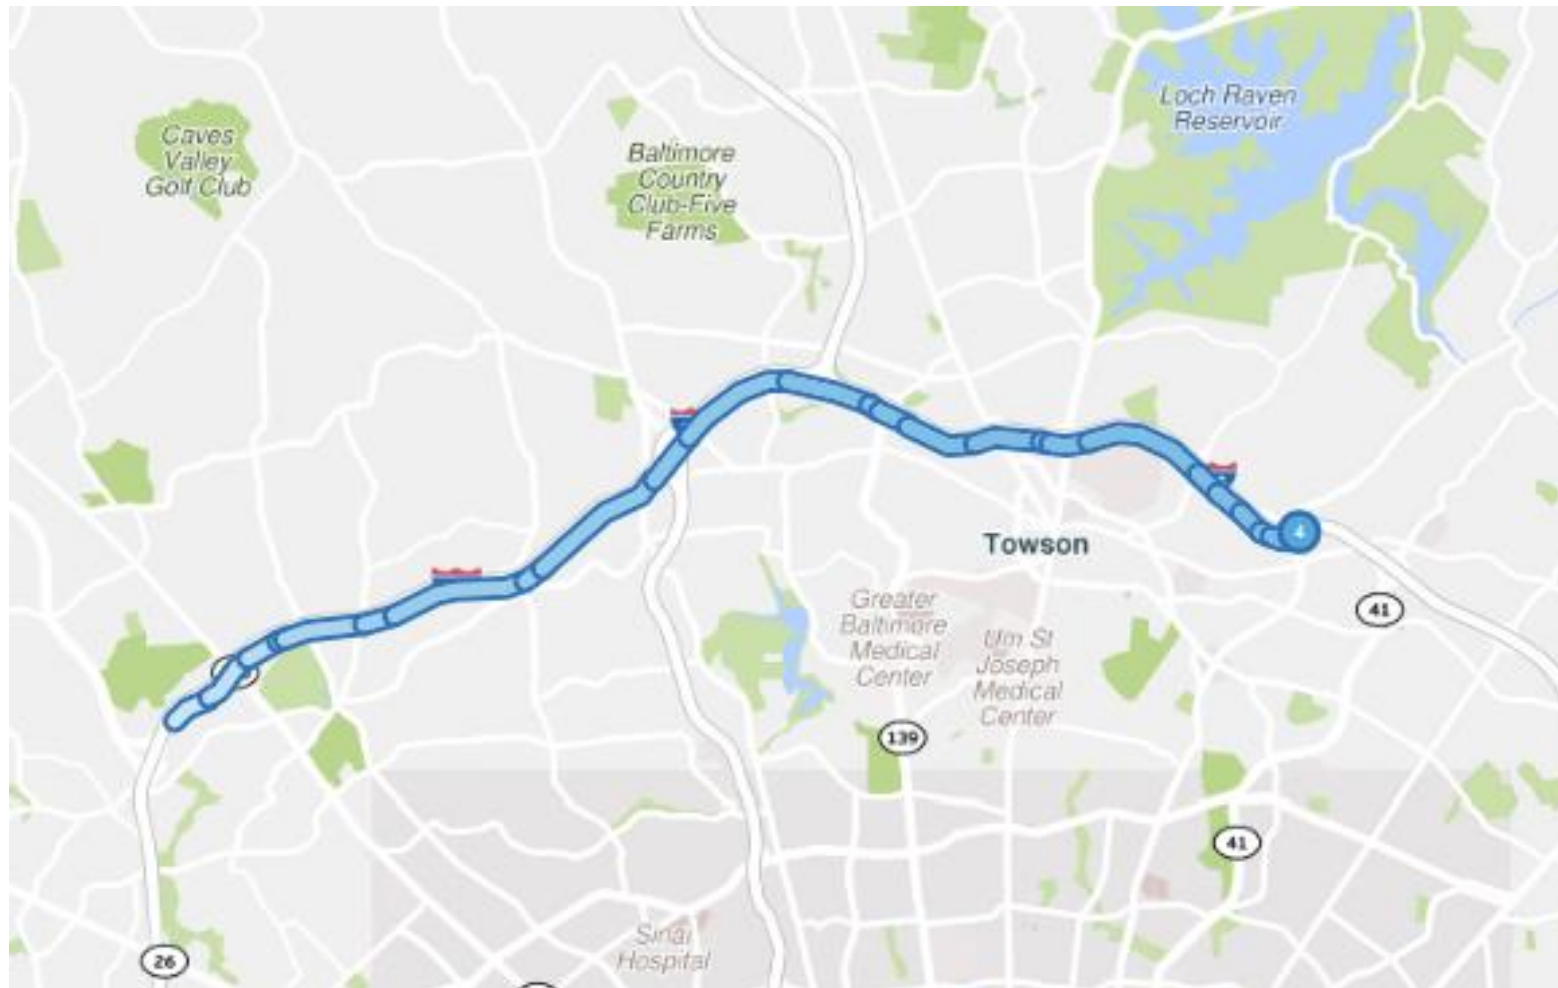 Loch Raven
Reservoir
Caves
Valley
Golf Club
Baltimore
Country
Club-Five
Farms
4
Towson
41
Greater
Baltimore
Medical
Center
Um St
Joseph
Medical
Center
139
41
Sinai
Hospital
26